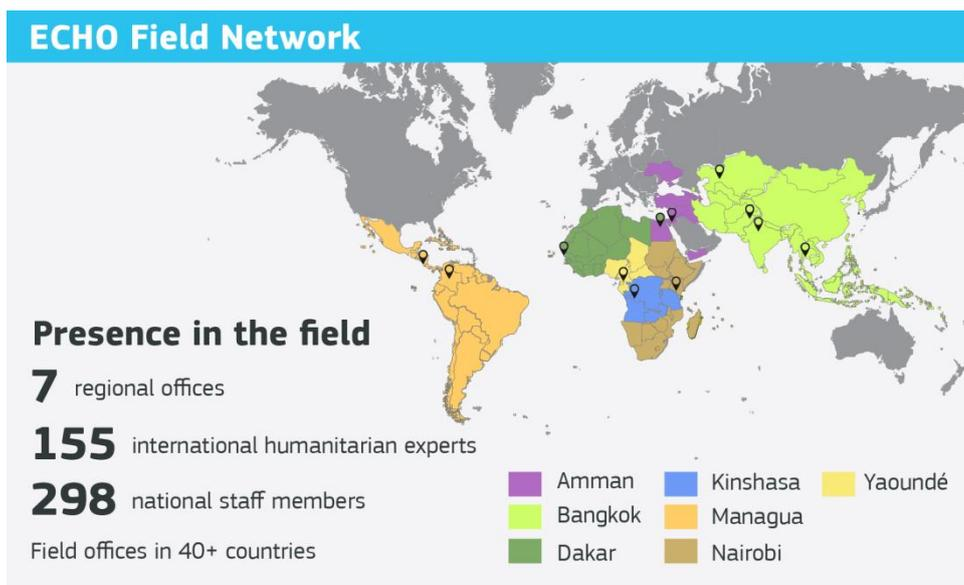 ECHO Field Network
Presence in the field
7 regional offices
155 international humanitarian experts
298 national staff members
Field offices in 40+ countries
Amman
Bangkok
Dakar
Kinshasa
Managua
Nairobi
Yaoundé